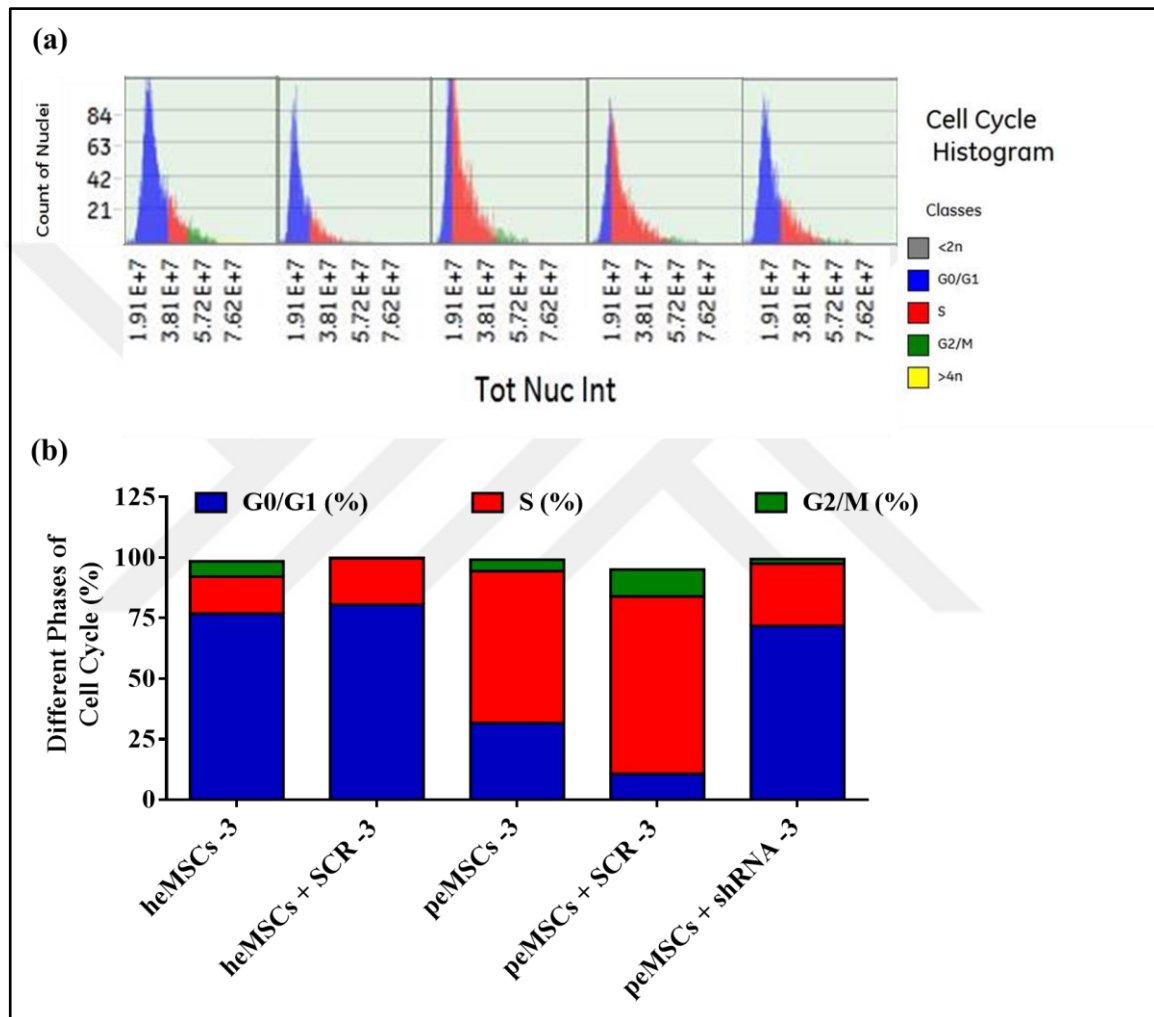 (a)
Count of Nuclei
84
63
42
21
1.91 E+7
3.81 E+7
5.72 E+7
7.62 E+7
1.91 E+7
3.81 E+7
5.72 E+7
7.62 E+7
1.91 E+7
3.81 E+7
5.72 E+7
7.62 E+7
1.91 E+7
3.81 E+7
5.72 E+7
7.62 E+7
1.91 E+7
3.81 E+7
5.72 E+7
7.62 E+7
Tot Nuc Int
Cell Cycle
Histogram
Classes
<2n
G0/G1
S
G2/M
>4n
(b)
Different Phases of
Cell Cycle (%)
125
100
75
50
25
0
G0/G1 (%)
S (%)
G2/M (%)
heMSCs -3
heMSCs + SCR -3
peMSCs -3
peMSCs + SCR -3
peMSCs + shRNA -3